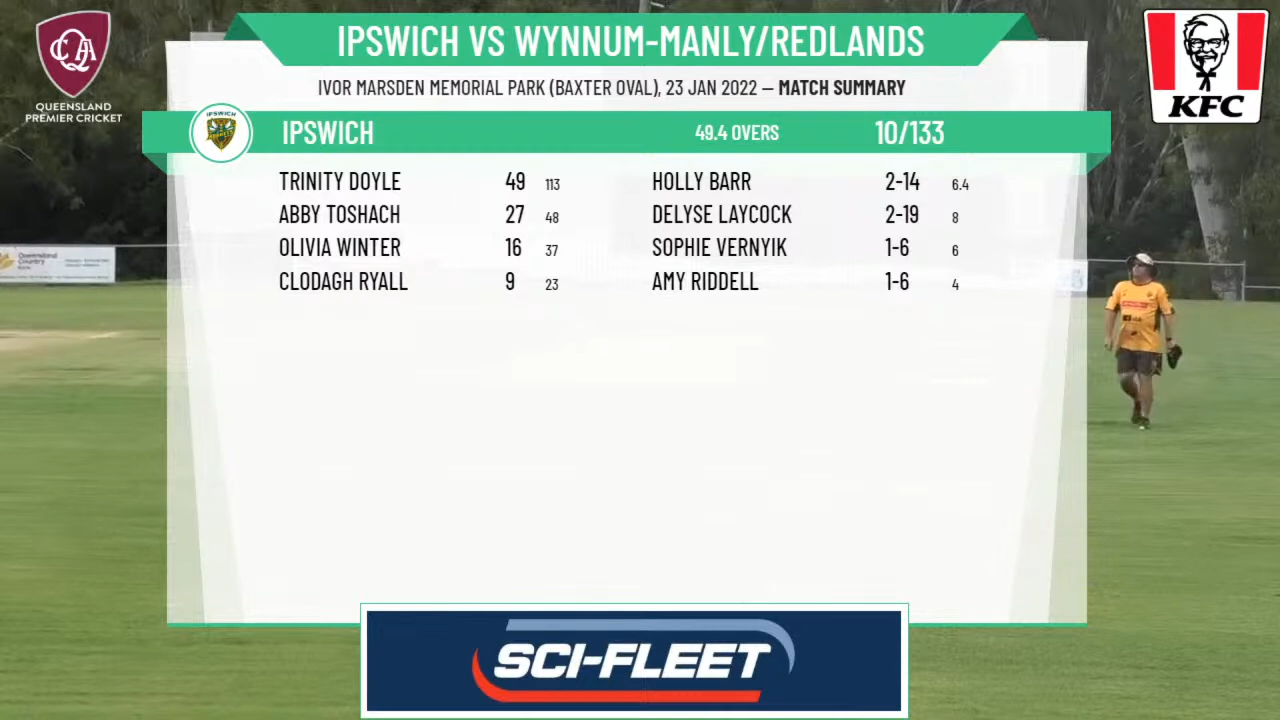 IPSWICH VS WYNNUM-MANLY/REDLANDS
QUEENSLAND
PREMIER CRICKET
KFC
IVOR MARSDEN MEMORIAL PARK (BAXTER OVAL), 23 JAN 2022 – MATCH SUMMARY
IPSWICH
IPSWICH 49.4 OVERS 10/133
TRINITY DOYLE 49 113 HOLLY BARR 2-14 6.4
ABBY TOSHACH 27 48 DELYSE LAYCOCK 2-19 8
OLIVIA WINTER 16 37 SOPHIE VERNYIK 1-6 6
CLODAGH RYALL 9 23 AMY RIDDELL 1-6 4
Queensland
Country
SCI-FLEET